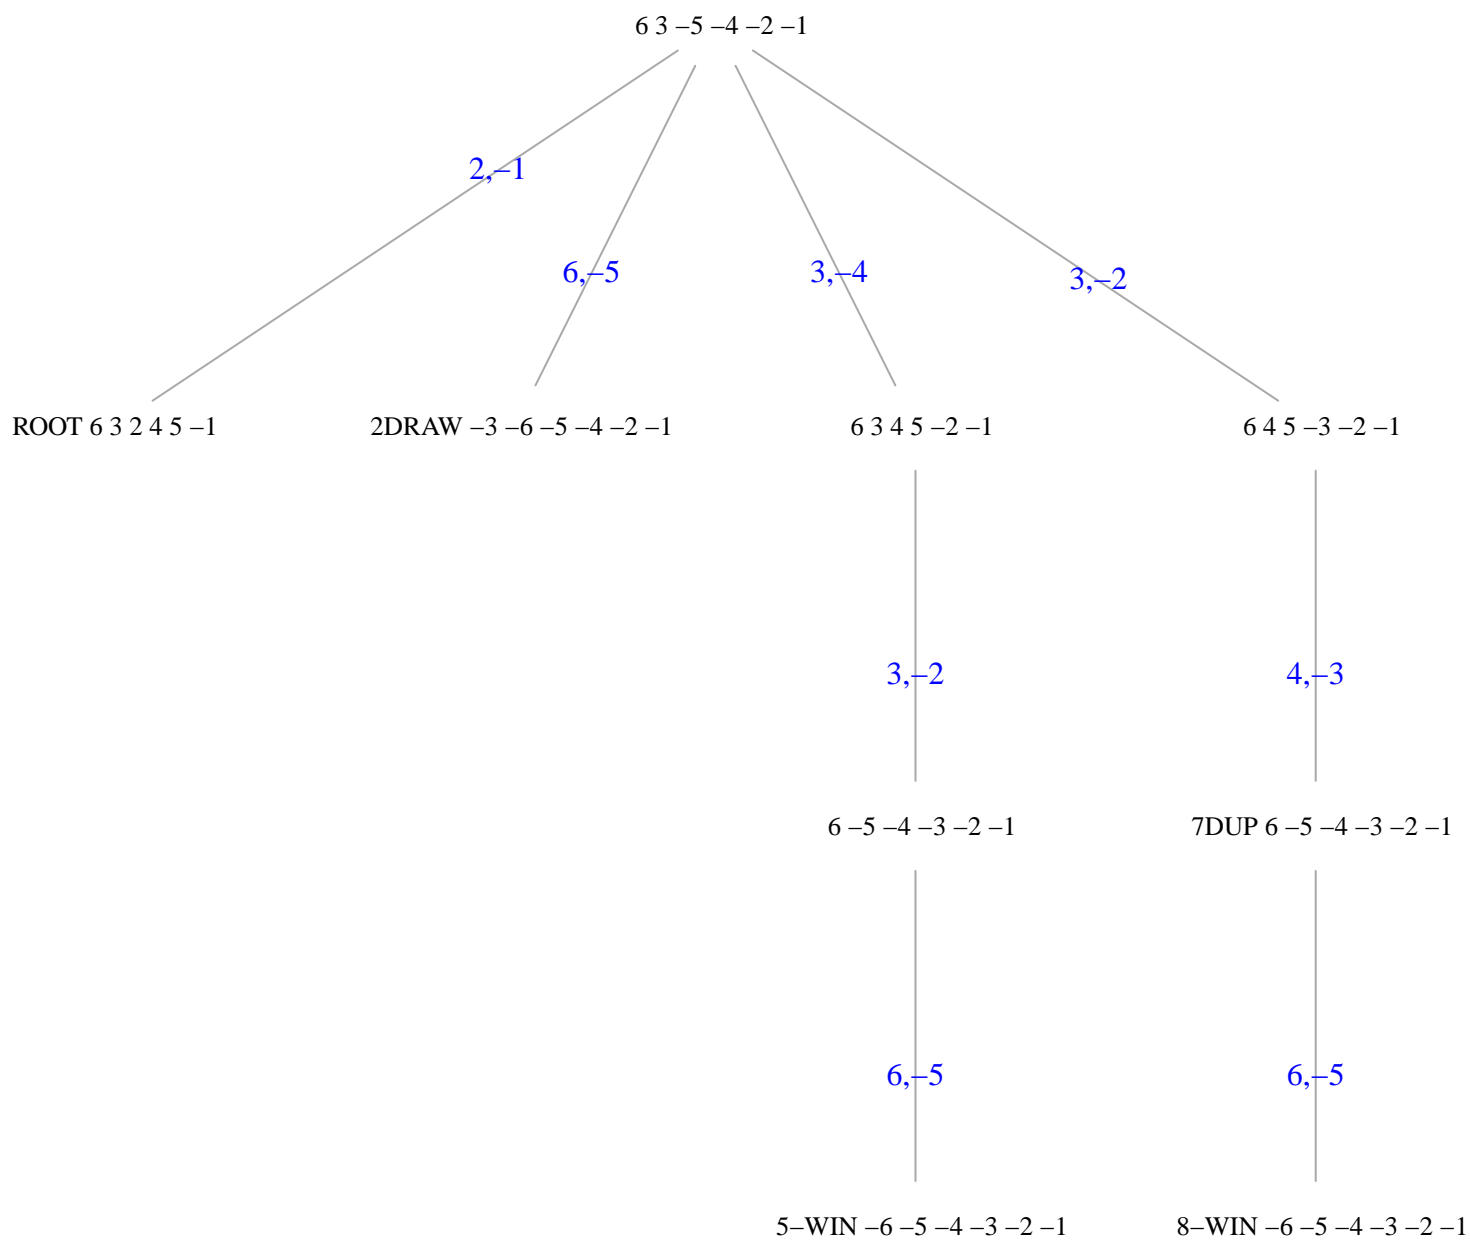 6 3 –5 –4 –2 –1
2,–1
6,–5
3,–4
3,–2
ROOT 6 3 2 4 5 –1
2DRAW –3 –6 –5 –4 –2 –1
6 3 4 5 –2 –1
6 4 5 –3 –2 –1
3,–2
4,–3
6 –5 –4 –3 –2 –1
7DUP 6 –5 –4 –3 –2 –1
6,–5
6,–5
5–WIN –6 –5 –4 –3 –2 –1
8–WIN –6 –5 –4 –3 –2 –1